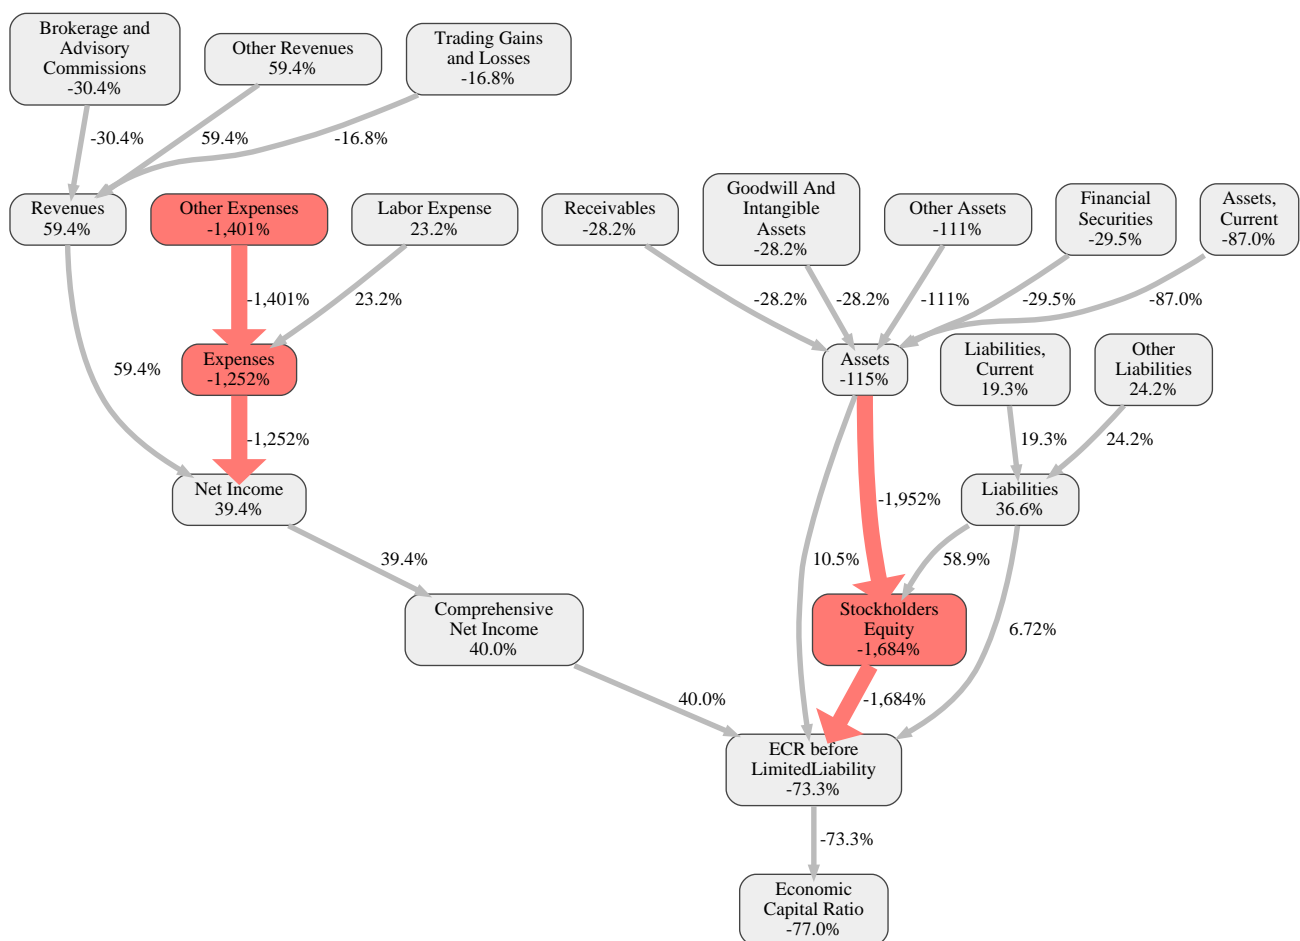 Brokerage and
Advisory
Commissions
-30.4%
Other Revenues
59.4%
Trading Gains
and Losses
-16.8%
-30.4%
59.4%
-16.8%
Revenues
59.4%
Other Expenses
-1,401%
Labor Expense
23.2%
Receivables
-28.2%
Goodwill And
Intangible
Assets
-28.2%
Other Assets
-111%
Financial
Securities
-29.5%
Assets,
Current
-87.0%
-1,401%
23.2%
-28.2%
-28.2%
-111%
-29.5%
-87.0%
59.4%
Expenses
-1,252%
Assets
-115%
Liabilities,
Current
19.3%
Other
Liabilities
24.2%
-1,252%
19.3%
24.2%
Net Income
39.4%
-1,952%
Liabilities
36.6%
39.4%
10.5%
58.9%
Comprehensive
Net Income
40.0%
Stockholders
Equity
-1,684%
6.72%
40.0%
-1,684%
ECR before
LimitedLiability
-73.3%
-73.3%
Economic
Capital Ratio
-77.0%